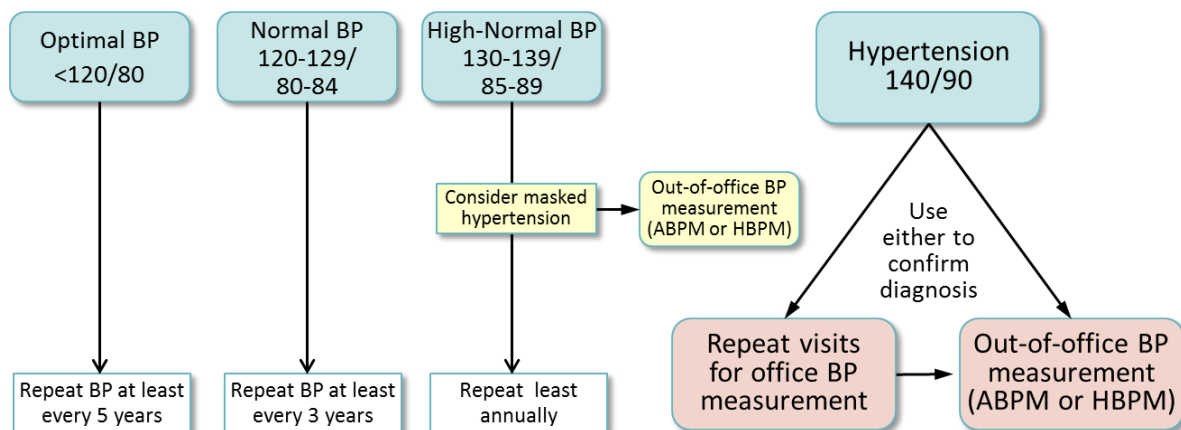 Optimal BP
<120/80
Normal BP
120-129/
80-84
High-Normal BP
130-139/
85-89
Hypertension
140/90
Consider masked
hypertension
Out-of-office BP
measurement
(ABPM or HBPM)
Use
either to
confirm
diagnosis
Repeat BP at least
every 5 years
Repeat BP at least
every 3 years
Repeat least
annually
Repeat visits
for office BP
measurement
Out-of-office BP
measurement
(ABPM or HBPM)